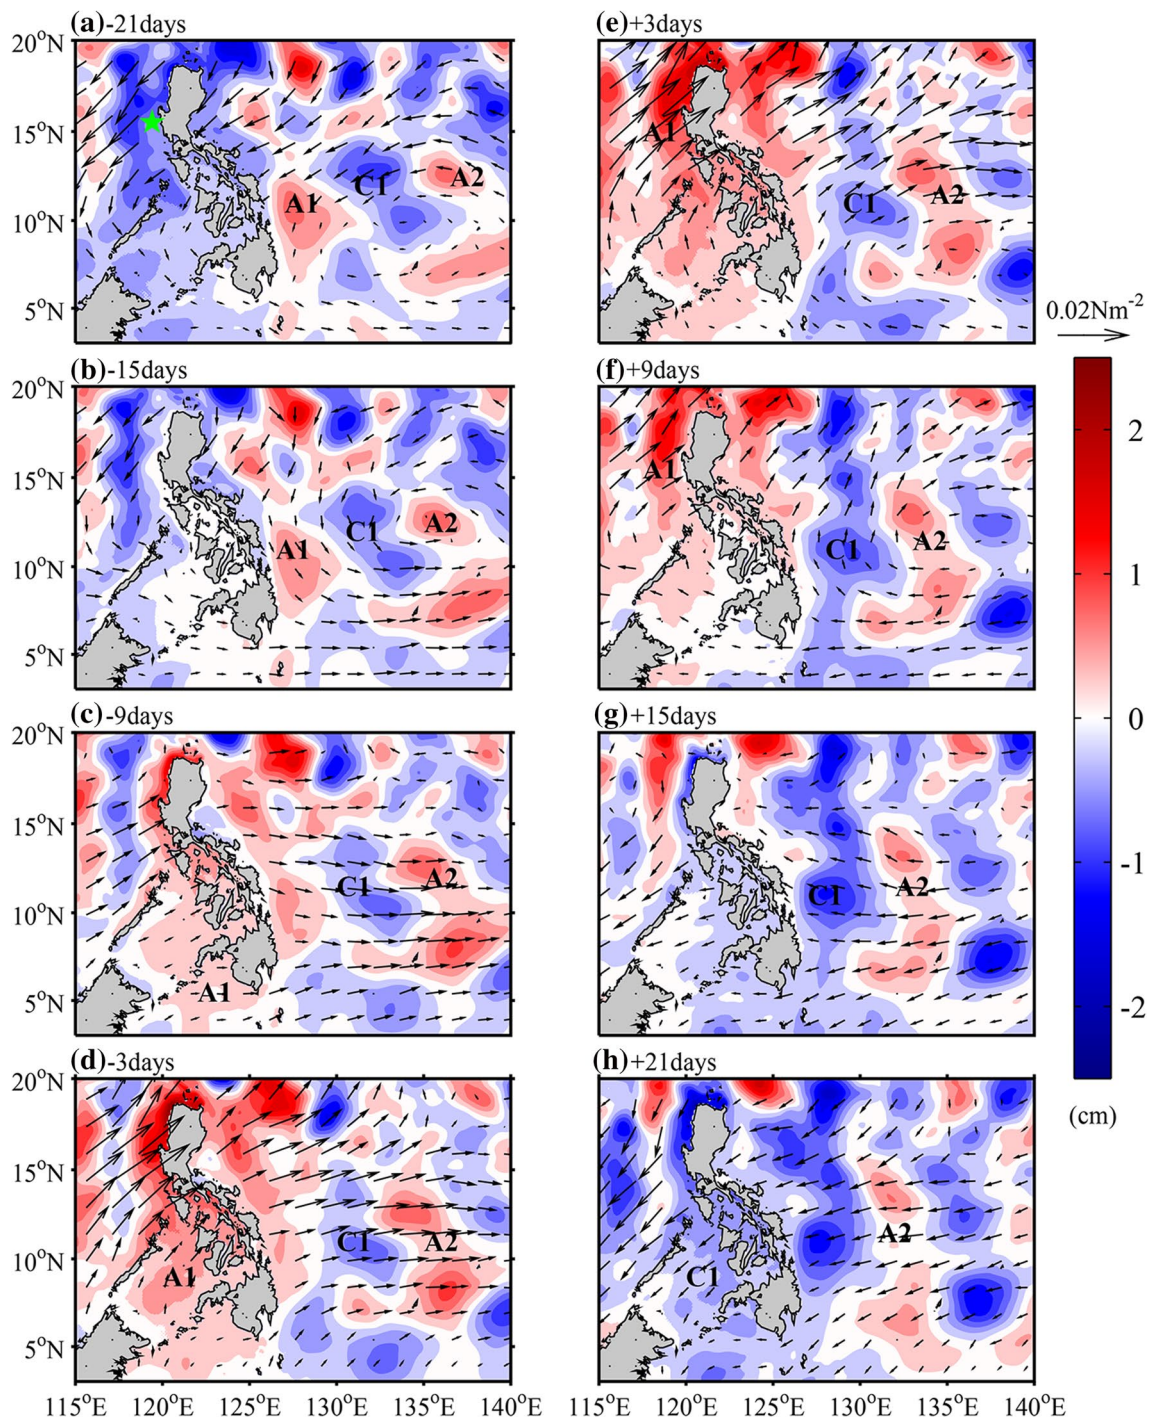 (a)-21days
20°N
15°N
10°N
5°N
A1
C1
A2
(b)-15days
20°N
15°N
10°N
5°N
A1
C1
A2
(c)-9days
20°N
15°N
10°N
5°N
A1
C1
A2
(d)-3days
20°N
15°N
10°N
5°N
A1
C1
A2
115°E 120°E 125°E 130°E 135°E 140°E
(e)+3days
A1
C1
A2
(f)+9days
A1
C1
A2
(g)+15days
C1
A2
(h)+21days
C1
A2
115°E 120°E 125°E 130°E 135°E 140°E
0.02Nm⁻²
2
1
0
-1
-2
(cm)